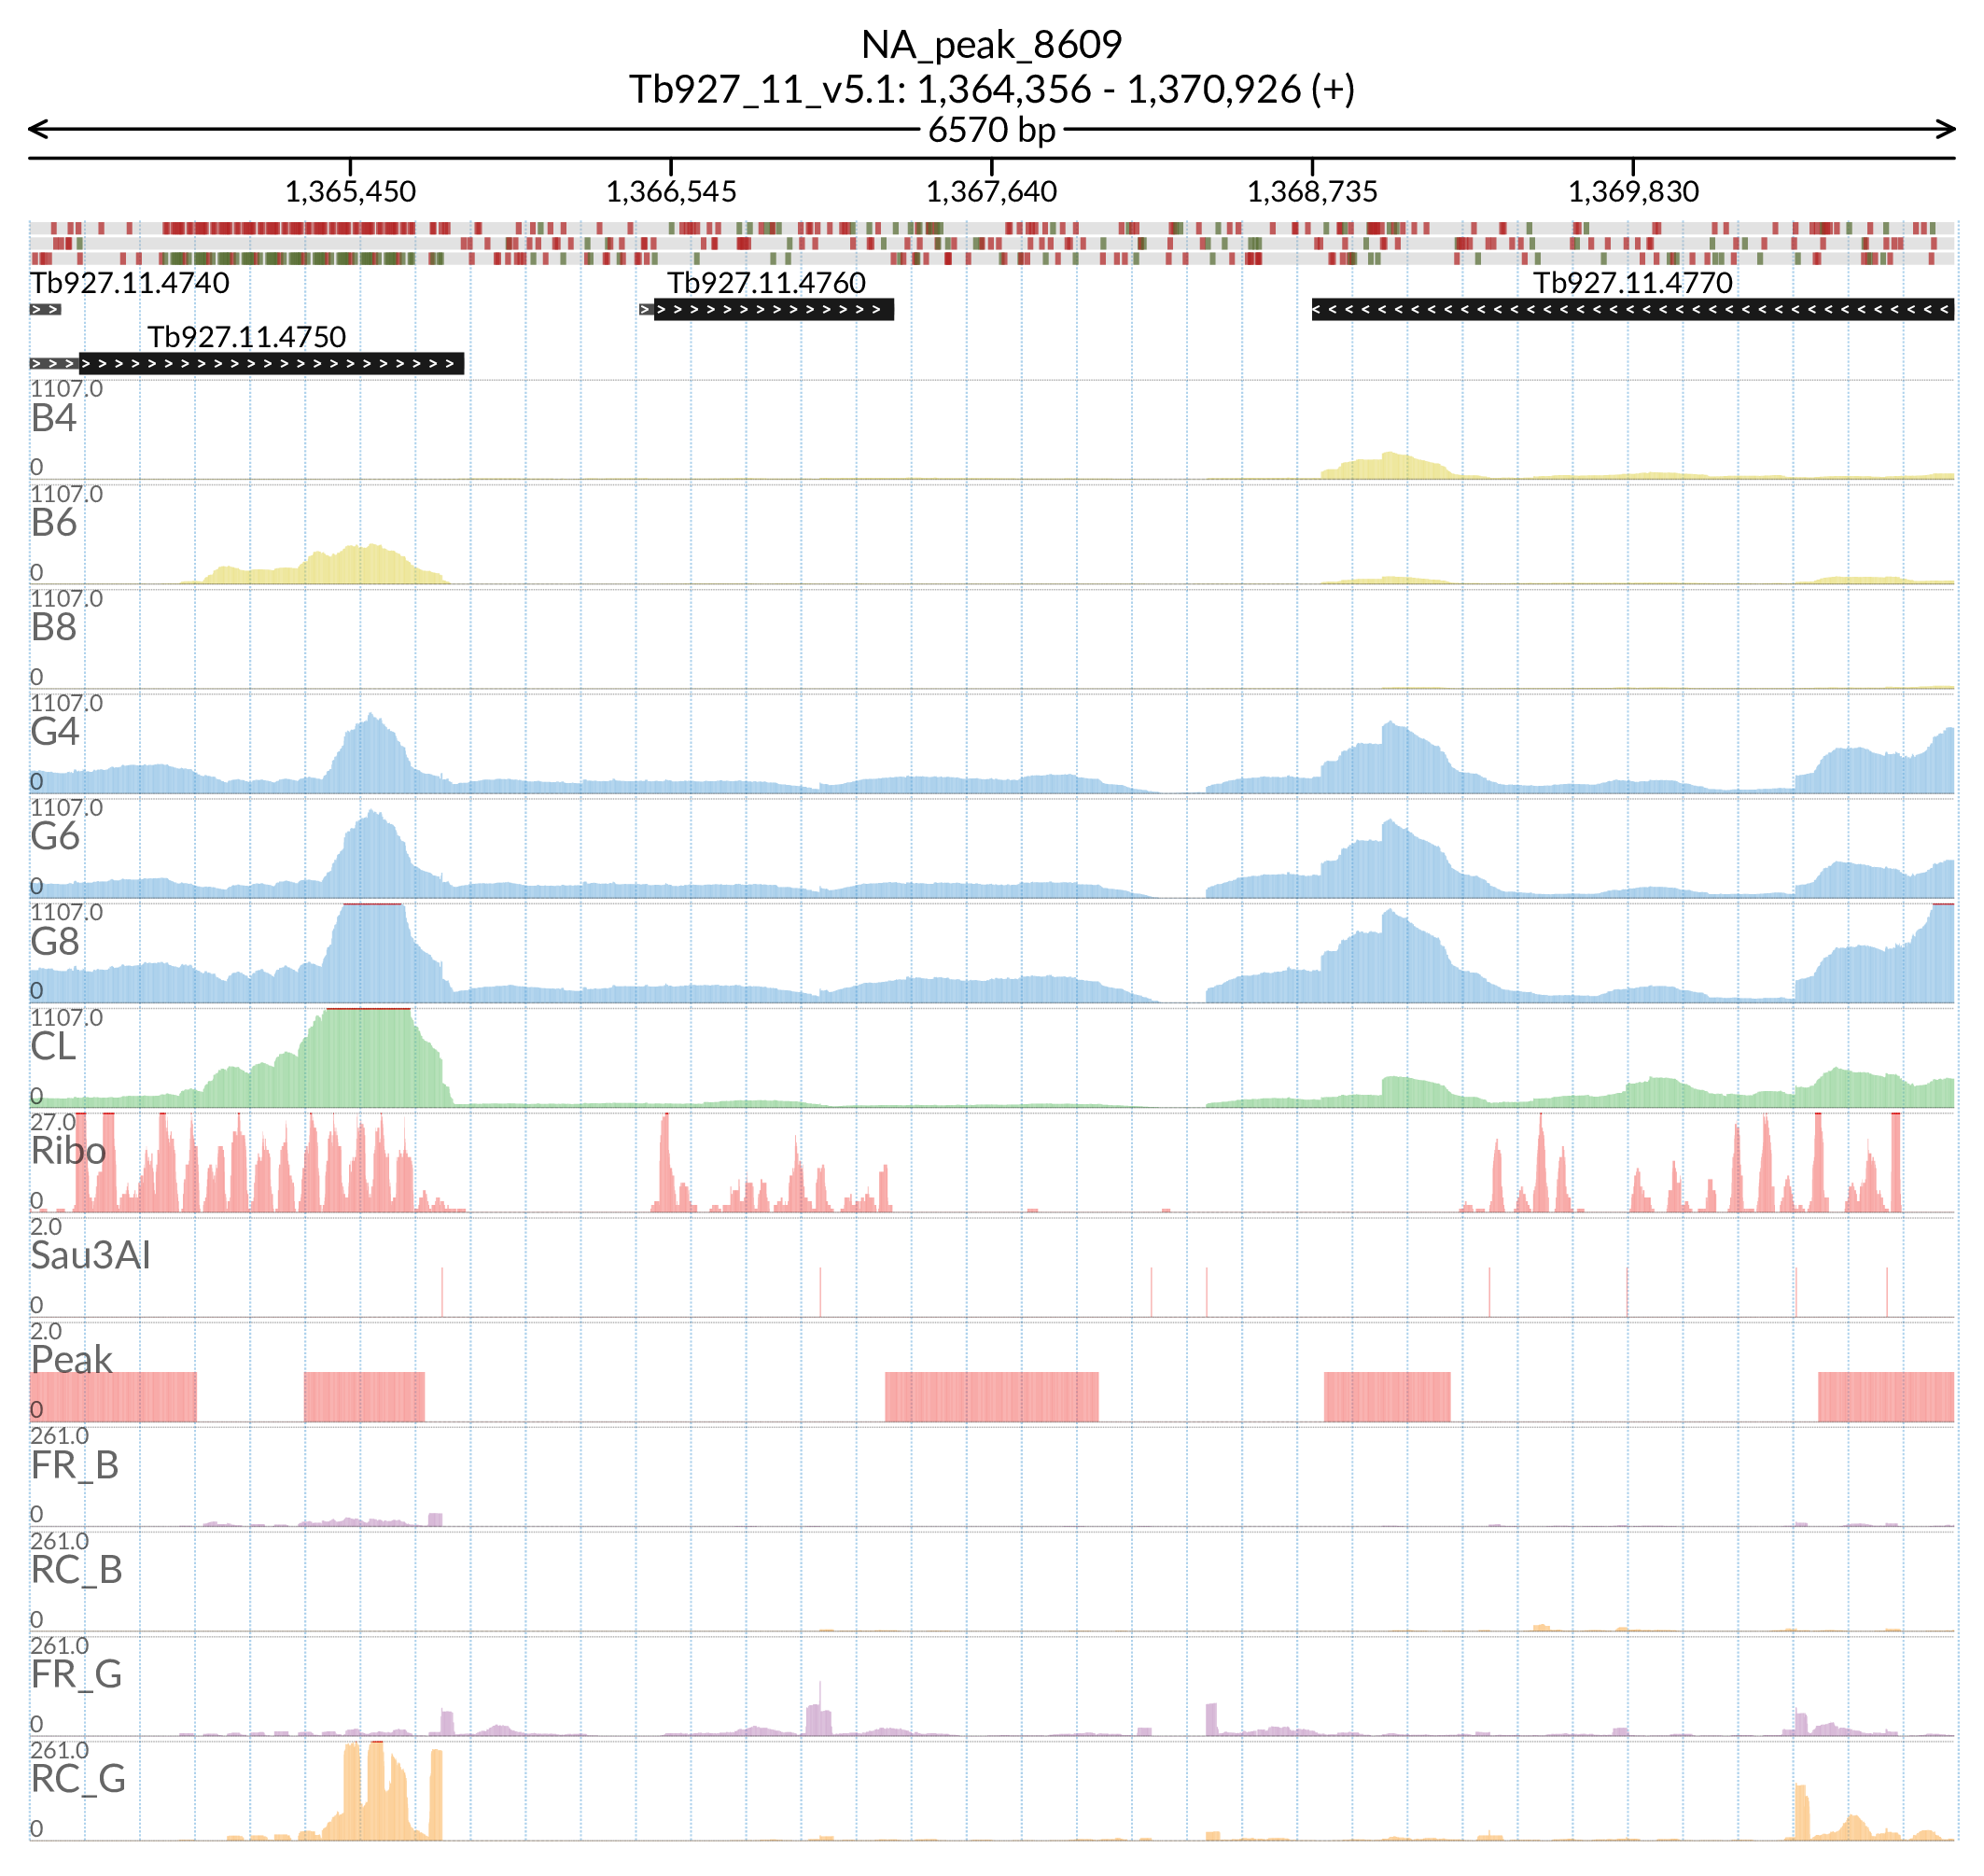 NA_peak_8609
Tb927_11_v5.1: 1,364,356 - 1,370,926 (+)
6570 bp
1,365,450 1,366,545 1,367,640 1,368,735 1,369,830
Tb927.11.4740 Tb927.11.4760 Tb927.11.4770
Tb927.11.4750
1107.0
B4
0
1107.0
B6
0
1107.0
B8
0
1107.0
G4
0
1107.0
G6
0
1107.0
G8
0
1107.0
CL
0
27.0
Ribo
0
2.0
Sau3AI
0
2.0
Peak
0
261.0
FR_B
0
261.0
RC_B
0
261.0
FR_G
0
261.0
RC_G
0